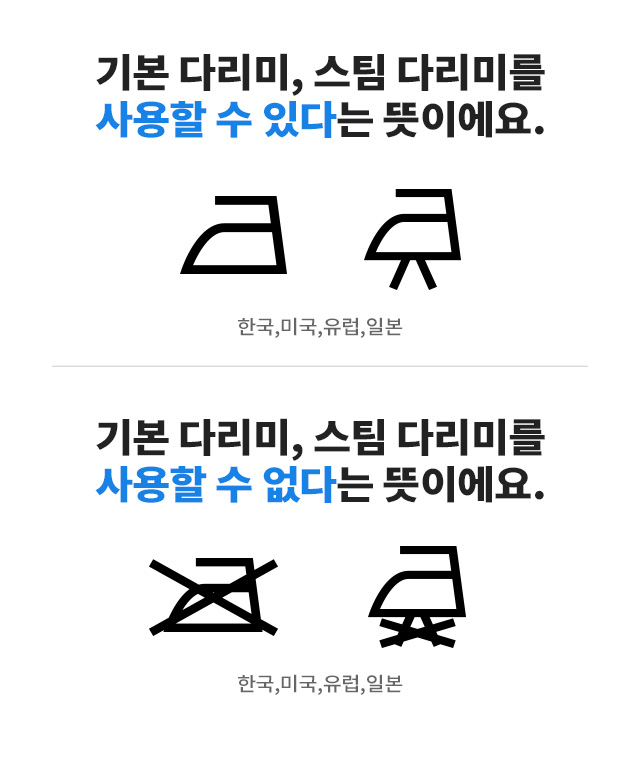 기본 다리미, 스팀 다리미를
사용할 수 있다는 뜻이에요.
한국,미국,유럽,일본
기본 다리미, 스팀 다리미를
사용할 수 없다는 뜻이에요.
한국,미국,유럽,일본